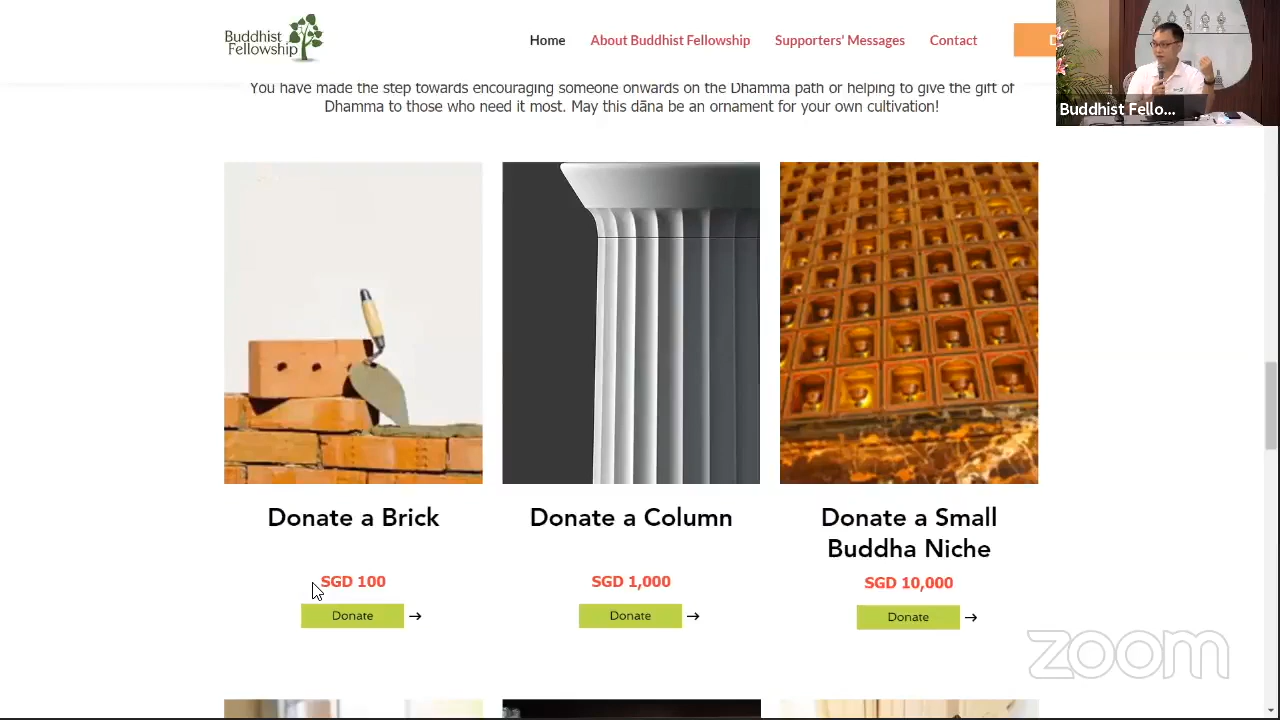 Buddhist
Fellowship
Home
About Buddhist Fellowship
Supporters' Messages
Contact
D
Buddhist Fello...
You have made the step towards encouraging someone onwards on the Dhamma path or helping to give the gift of
Dhamma to those who need it most. May this dāna be an ornament for your own cultivation!
Donate a Brick
SGD 100
Donate
Donate a Column
SGD 1,000
Donate
Donate a Small
Buddha Niche
SGD 10,000
Donate
zoom